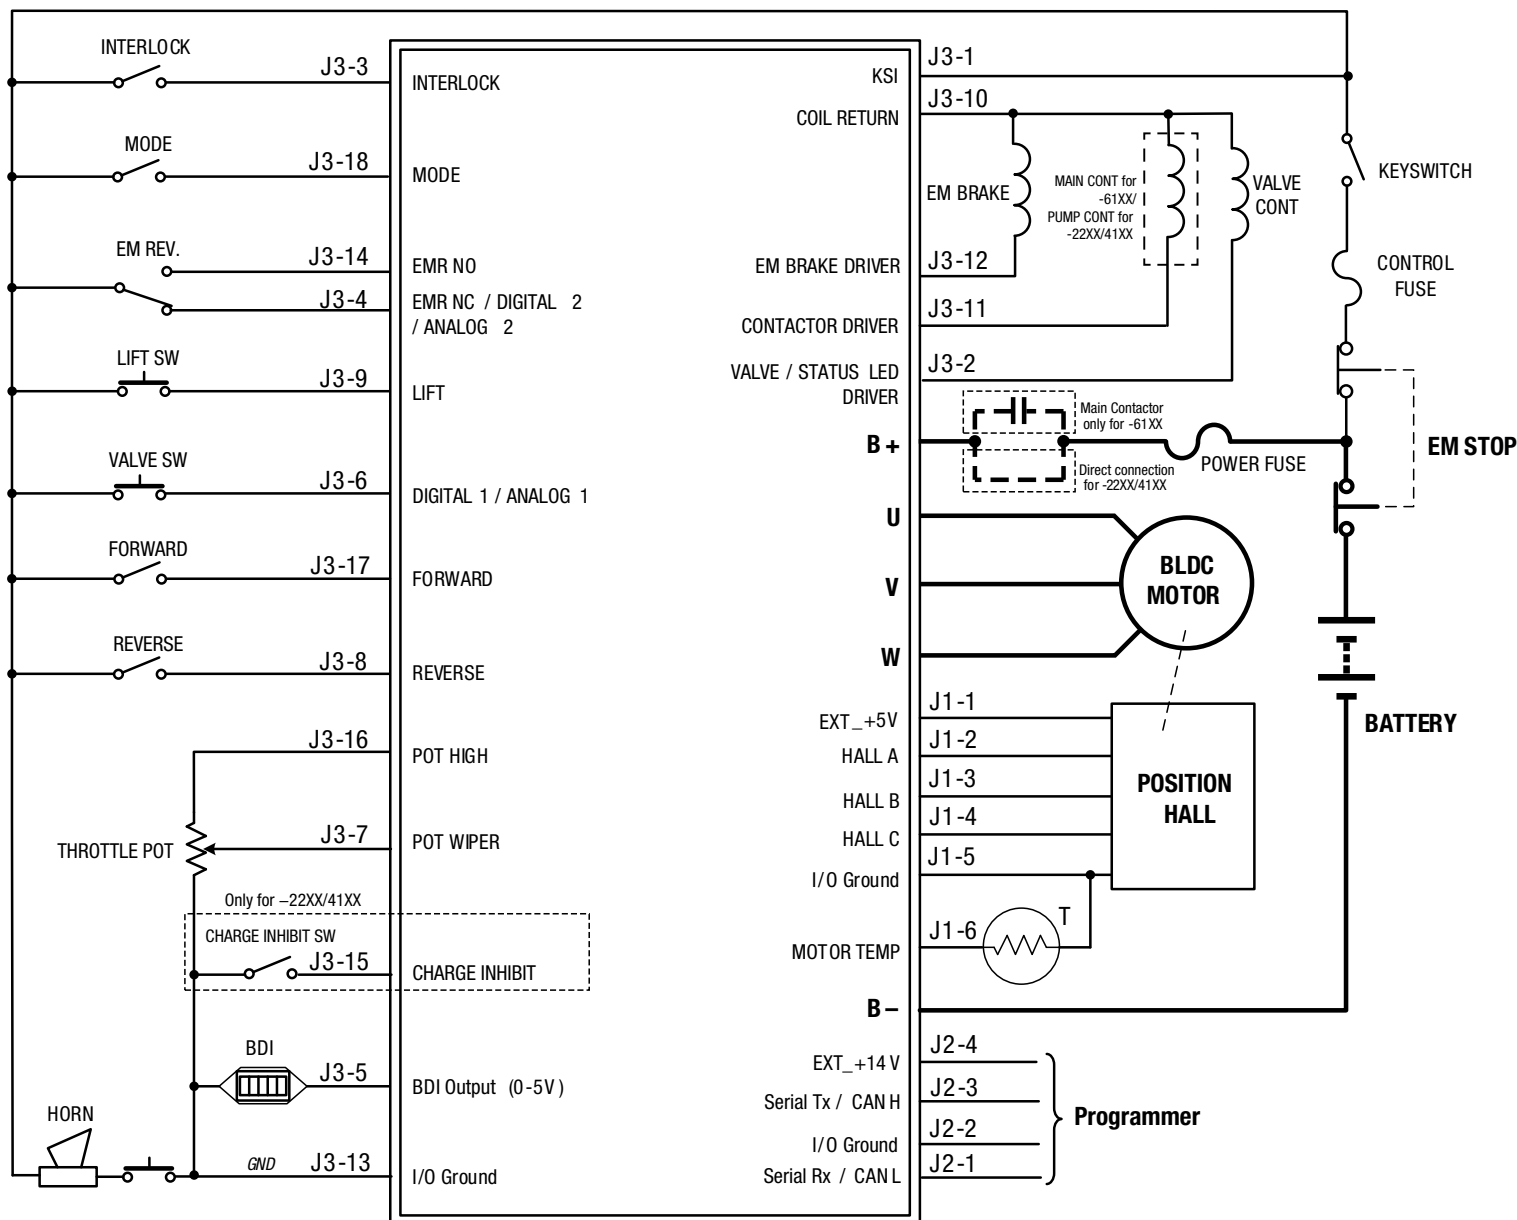 INTERLOCK
J3-3
INTERLOCK
MODE
J3-18
MODE
EM REV.
J3-14
EMR NO
J3-4
EMR NC / DIGITAL 2
/ ANALOG 2
LIFT SW
J3-9
LIFT
VALVE SW
J3-6
DIGITAL 1 / ANALOG 1
FORWARD
J3-17
FORWARD
REVERSE
J3-8
REVERSE
J3-16
POT HIGH
THROTTLE POT
J3-7
POT WIPER
Only for –22XX/41XX
CHARGE INHIBIT SW
J3-15
CHARGE INHIBIT
BDI
J3-5
BDI Output (0-5V)
HORN
GND
J3-13
I/O Ground
KSI
J3-1
COIL RETURN
J3-10
EM BRAKE
MAIN CONT for
-61XX/
PUMP CONT for
-22XX/41XX
VALVE
CONT
KEYSWITCH
EM BRAKE DRIVER
J3-12
CONTROL
FUSE
CONTACTOR DRIVER
J3-11
VALVE / STATUS LED
DRIVER
J3-2
Main Contactor
only for -61XX
B+
POWER FUSE
EM STOP
Direct connection
for -22XX/41XX
U
V
W
BLDC
MOTOR
BATTERY
EXT_+5V
J1-1
HALL A
J1-2
HALL B
J1-3
HALL C
J1-4
I/O Ground
J1-5
POSITION
HALL
MOTOR TEMP
J1-6
T
B–
EXT_+14V
J2-4
Serial Tx / CAN H
J2-3
I/O Ground
J2-2
Serial Rx / CAN L
J2-1
Programmer